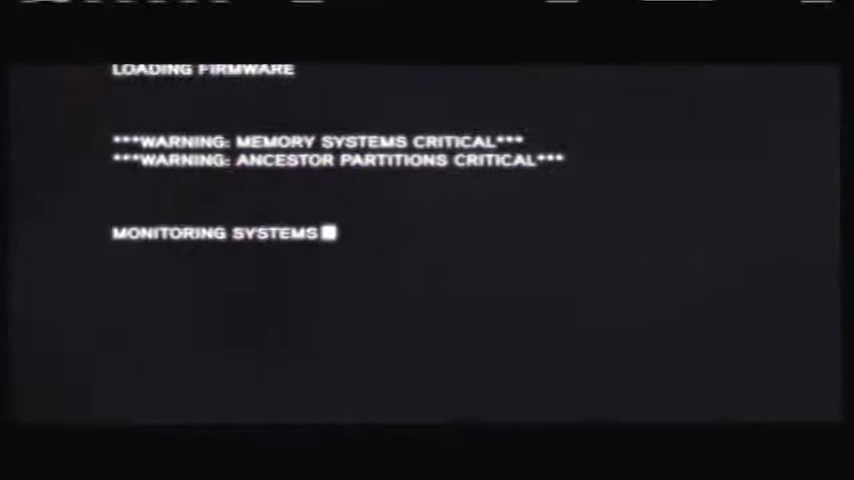 LOADING FIRMWARE
***WARNING: MEMORY SYSTEMS CRITICAL***
***WARNING: ANCESTOR PARTITIONS CRITICAL***
MONITORING SYSTEMS